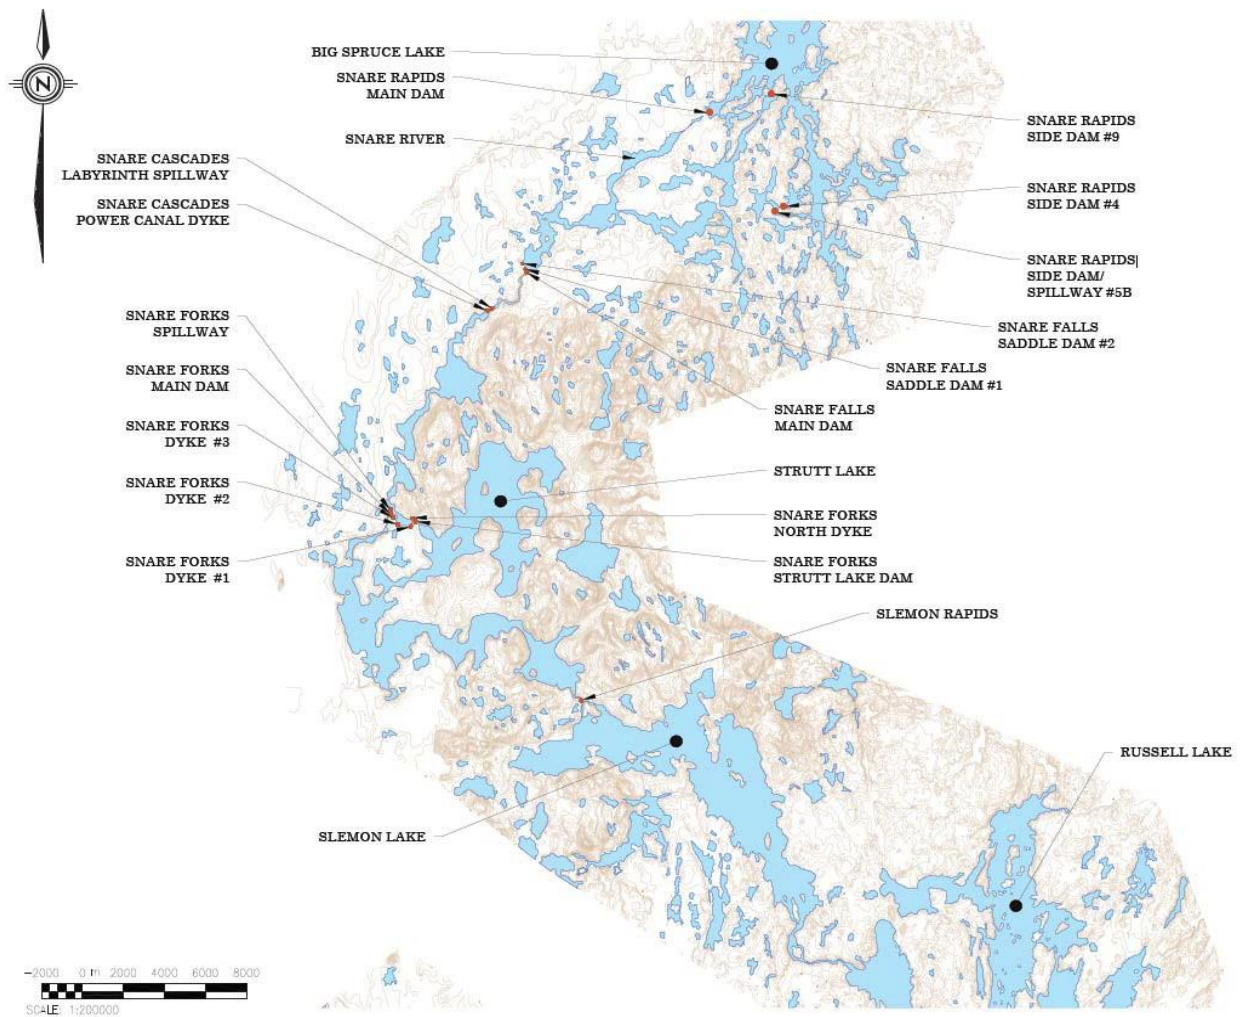 N
BIG SPRUCE LAKE
SNARE RAPIDS
MAIN DAM
SNARE RIVER
SNARE CASCADES
LABYRINTH SPILLWAY
SNARE CASCADES
POWER CANAL DYKE
SNARE FORKS
SPILLWAY
SNARE FORKS
MAIN DAM
SNARE FORKS
DYKE #3
SNARE FORKS
DYKE #2
SNARE FORKS
DYKE #1
SNARE RAPIDS
SIDE DAM #9
SNARE RAPIDS
SIDE DAM #4
SNARE RAPIDS|
SIDE DAM/
SPILLWAY #5B
SNARE FALLS
SADDLE DAM #2
SNARE FALLS
SADDLE DAM #1
SNARE FALLS
MAIN DAM
STRUTT LAKE
SNARE FORKS
NORTH DYKE
SNARE FORKS
STRUTT LAKE DAM
SLEMON RAPIDS
RUSSELL LAKE
SLEMON LAKE
-2000 0 m 2000 4000 6000 8000
SCALE: 1:200000